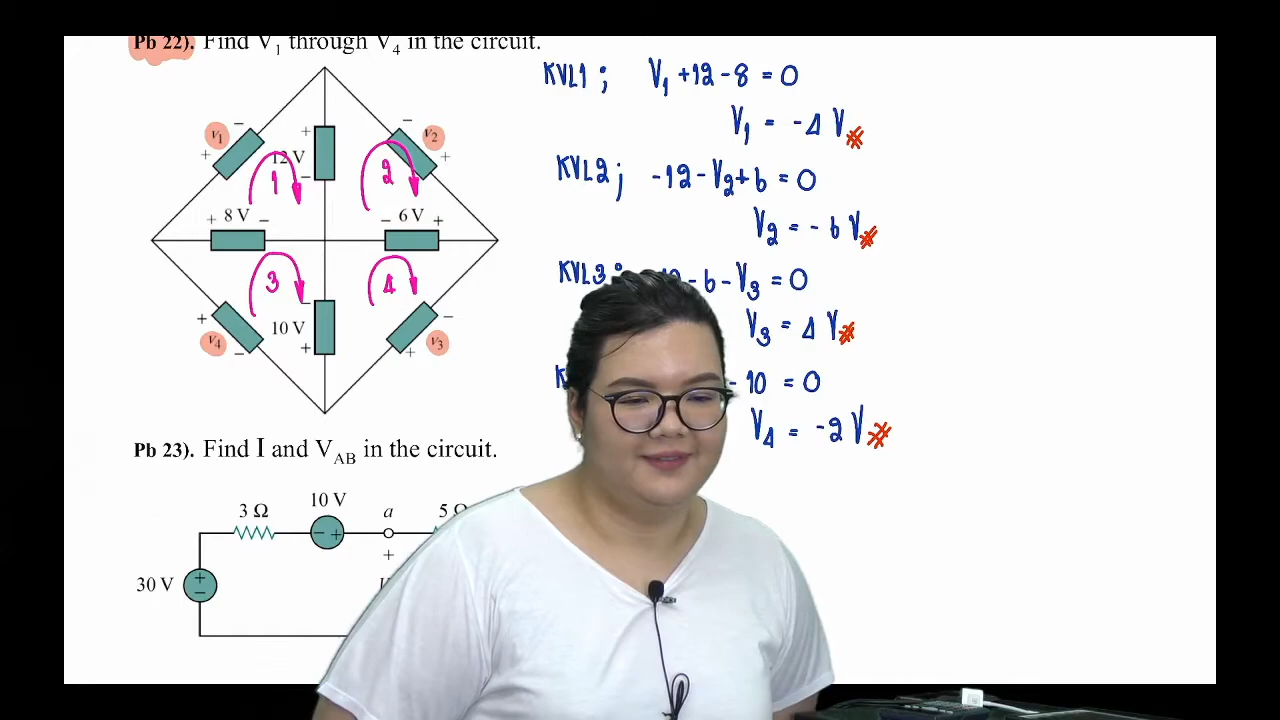 Pb 22). Find V1 through V4 in the circuit.
V1
- +
12 V
+ -
V2
- +
1
2
+ 8 V -
- 6 V +
3
4
V4
+ -
10 V
- +
V3
- +
KVL1 ; V1 +12 - 8 = 0
V1 = -4 V
KVL2 ; -12 - V2 + 6 = 0
V2 = - 6 V
KVL3 - 6 - V3 = 0
V3 = 4 V
- 10 = 0
V4 = -2 V
Pb 23). Find I and VAB in the circuit.
3 Ω
10 V
- +
a
5 Ω
+
30 V
+
-